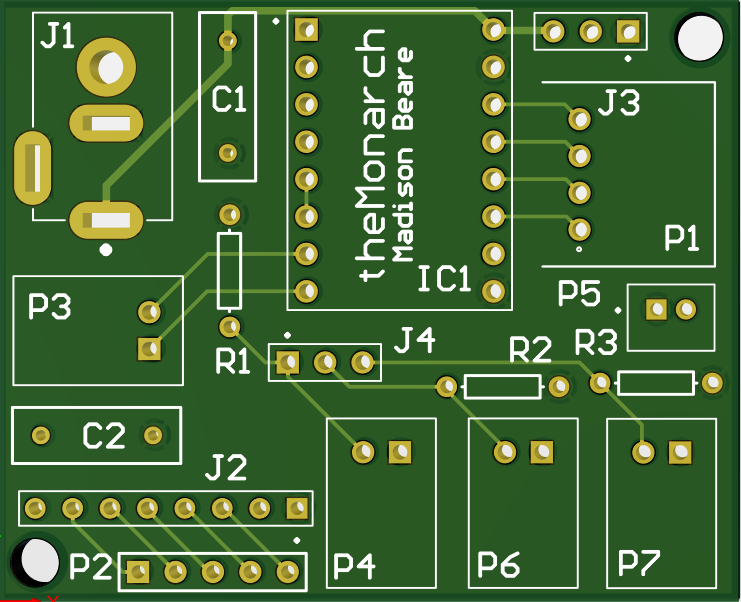 J1
C1
theMonarch
Madison Beare
IC1
J3
P1
P5
P3
R1
J4
R2
R3
C2
J2
P2
P4
P6
P7
X